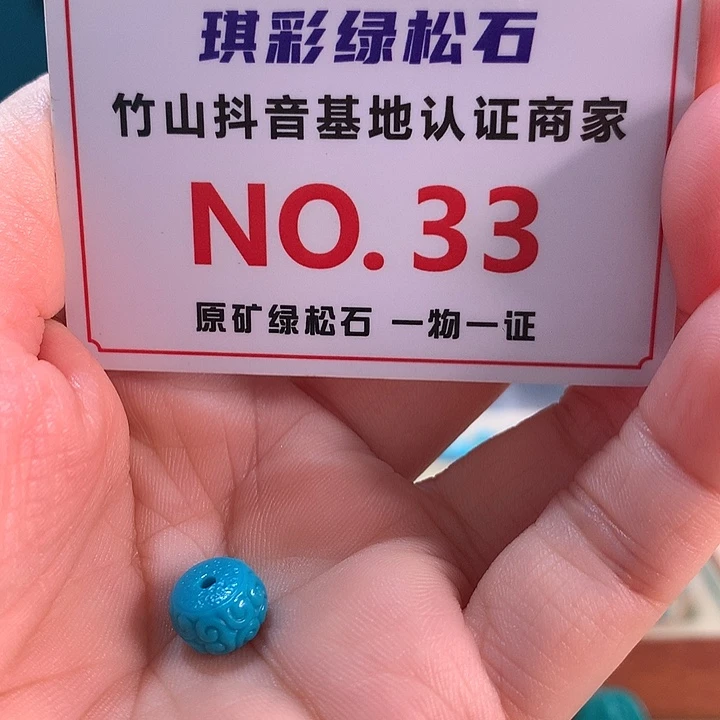 琪彩绿松石
竹山抖音基地认证商家
NO. 33
原矿绿松石 一物一证